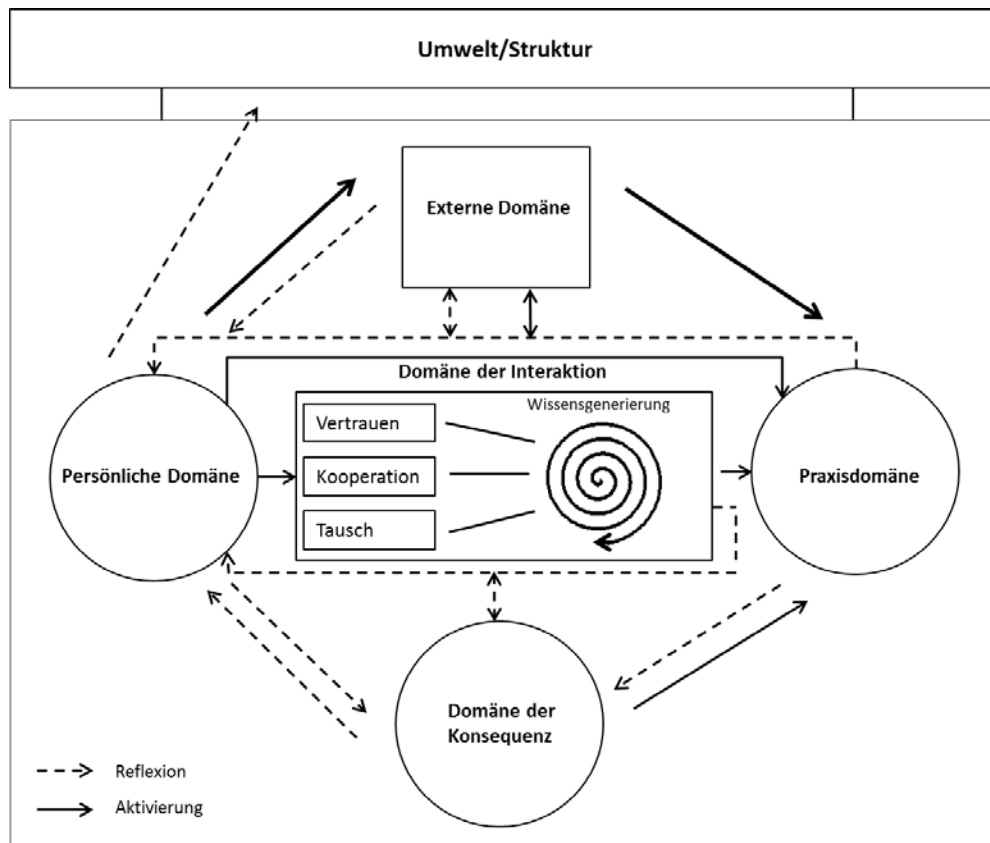 Umwelt/Struktur
Externe Domäne
Domäne der Interaktion
Wissensgenerierung
Vertrauen
Kooperation
Tausch
Persönliche Domäne
Praxisdomäne
Domäne der
Konsequenz
Reflexion
Aktivierung